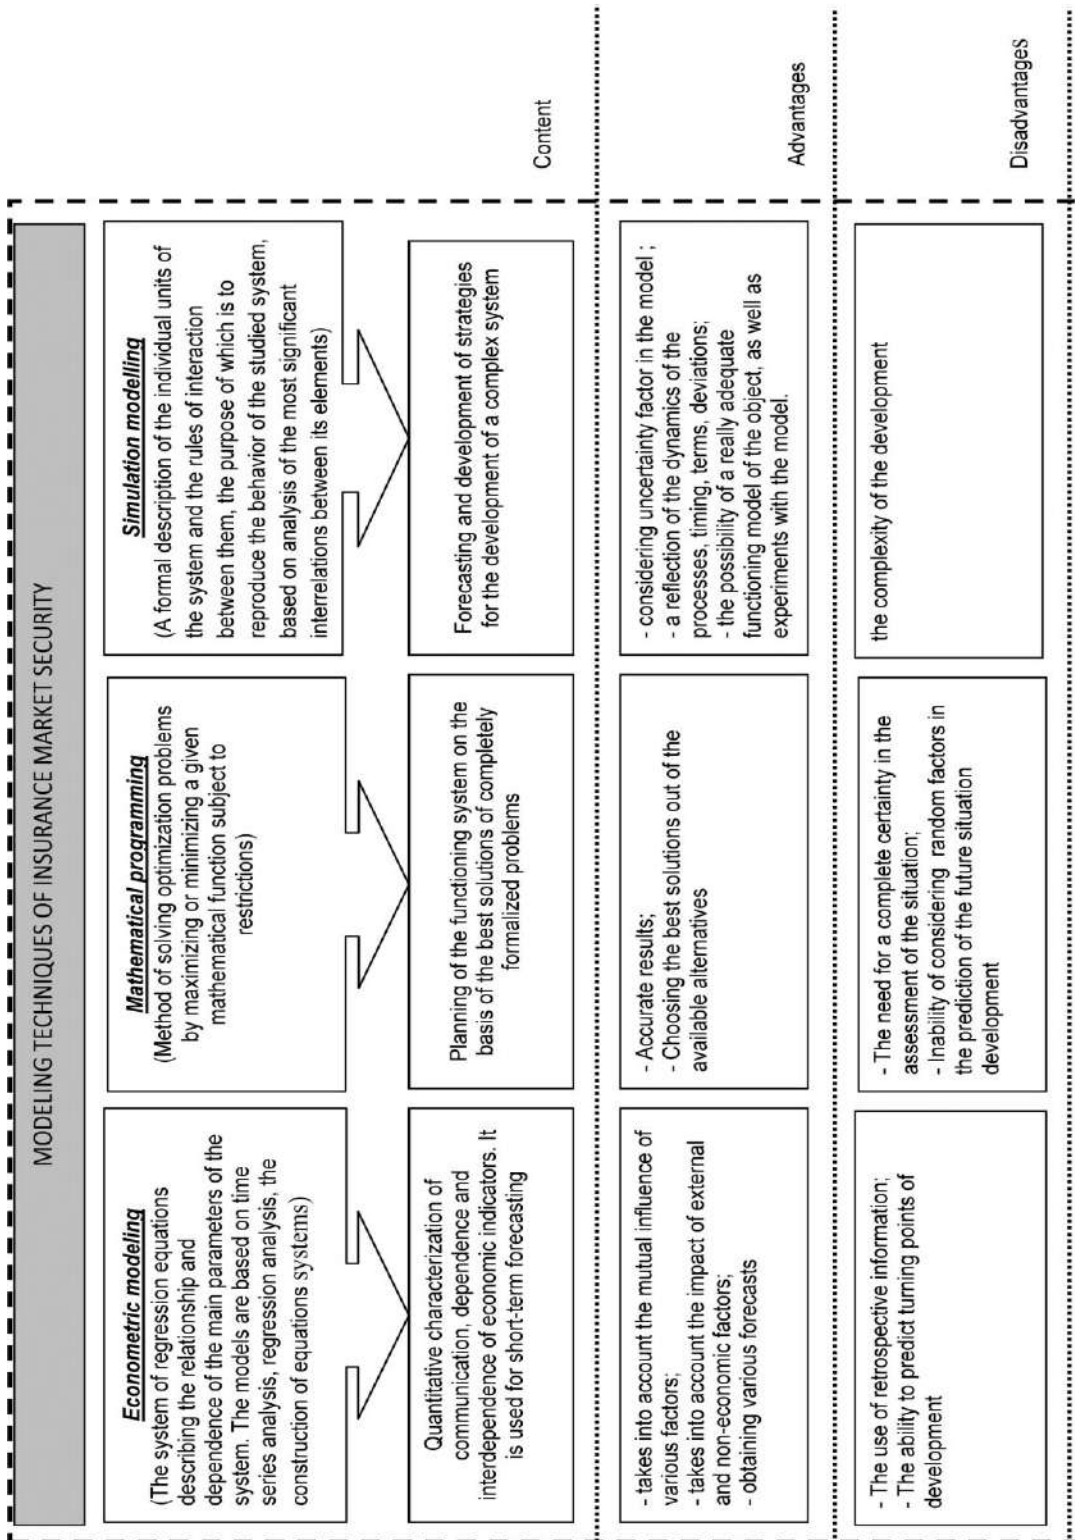 MODELING TECHNIQUES OF INSURANCE MARKET SECURITY
Econometric modeling
(The system of regression equations
describing the relationship and
dependence of the main parameters of the
system. The models are based on time
series analysis, regression analysis, the
construction of equations systems)
Mathematical programming
(Method of solving optimization problems
by maximizing or minimizing a given
mathematical function subject to
restrictions)
Simulation modelling
(A formal description of the individual units of
the system and the rules of interaction
between them, the purpose of which is to
reproduce the behavior of the studied system,
based on analysis of the most significant
interrelations between its elements)
Quantitative characterization of
communication, dependence and
interdependence of economic indicators. It
is used for short-term forecasting
Planning of the functioning system on the
basis of the best solutions of completely
formalized problems
Forecasting and development of strategies
for the development of a complex system
Content
- takes into account the mutual influence of
various factors;
- takes into account the impact of external
and non-economic factors;
- obtaining various forecasts
- Accurate results;
- Choosing the best solutions out of the
available alternatives
- considering uncertainty factor in the model ;
- a reflection of the dynamics of the
processes, timing, terms, deviations;
- the possibility of a really adequate
functioning model of the object, as well as
experiments with the model.
Advantages
- The use of retrospective information;
- The ability to predict turning points of
development
- The need for a complete certainty in the
assessment of the situation;
- Inability of considering random factors in
the prediction of the future situation
development
the complexity of the development
Disadvantages